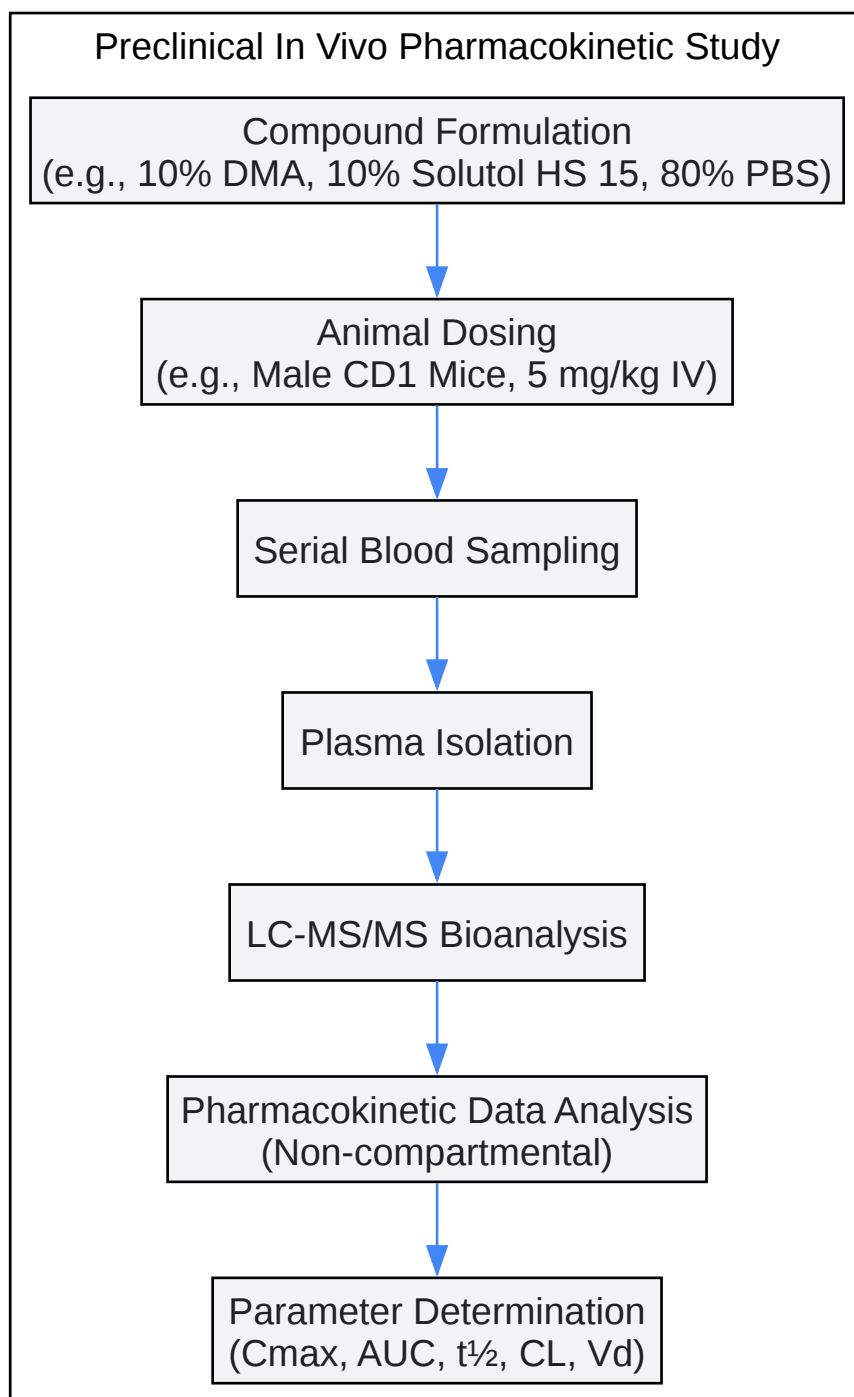 Preclinical In Vivo Pharmacokinetic Study
Compound Formulation
(e.g., 10% DMA, 10% Solutol HS 15, 80% PBS)
Animal Dosing
(e.g., Male CD1 Mice, 5 mg/kg IV)
Serial Blood Sampling
Plasma Isolation
LC-MS/MS Bioanalysis
Pharmacokinetic Data Analysis
(Non-compartmental)
Parameter Determination
(Cmax, AUC, t½, CL, Vd)